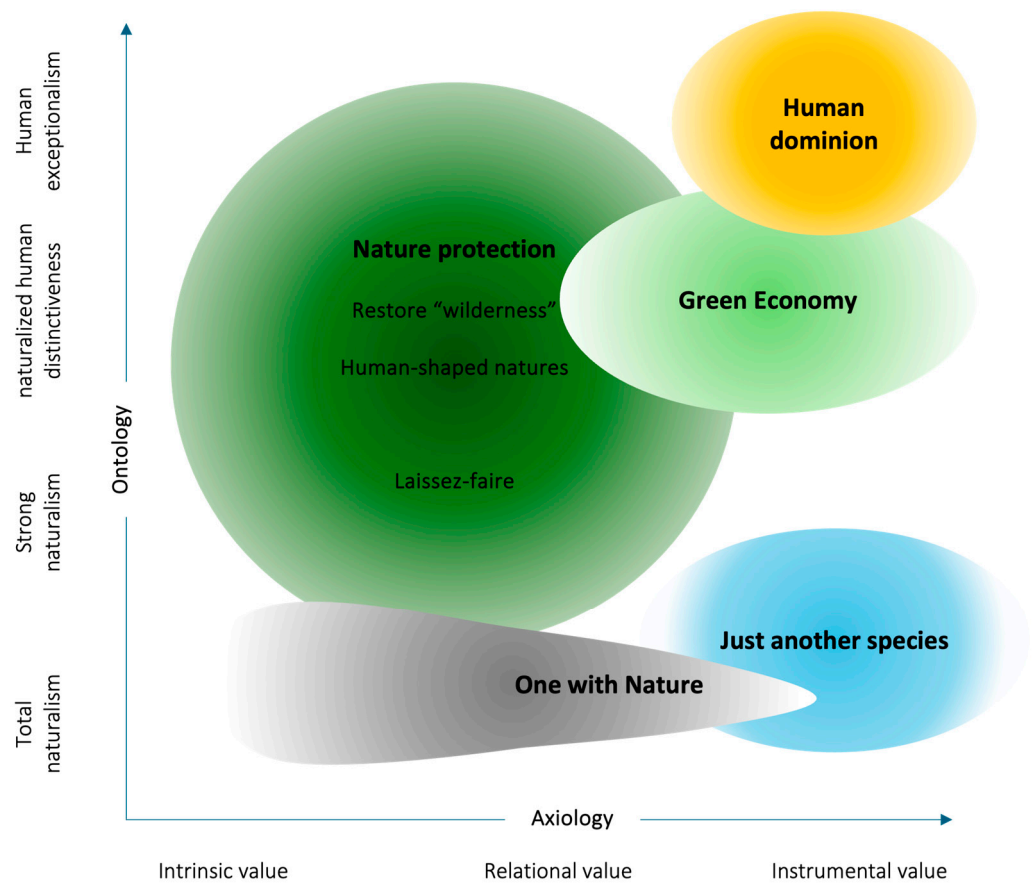 Human
exceptionalism
naturalized human
distinctiveness
Strong
naturalism
Total
naturalism
Ontology
Human
dominion
Nature protection
Restore “wilderness”
Human-shaped natures
Laissez-faire
Green Economy
Just another species
One with Nature
Axiology
Intrinsic value
Relational value
Instrumental value